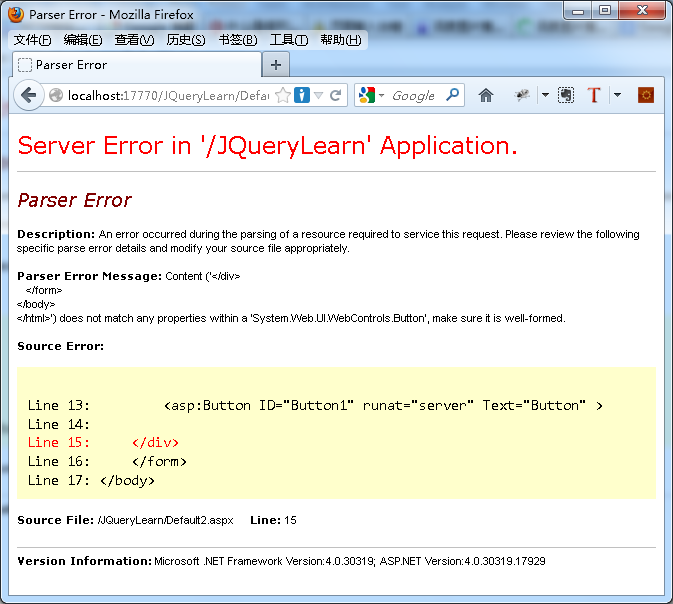 Parser Error - Mozilla Firefox
文件(F) 编辑(E) 查看(V) 历史(S) 书签(B) 工具(T) 帮助(H)
Parser Error
localhost:17770/JQueryLearn/Defau Google
Server Error in '/JQueryLearn' Application.
Parser Error
Description: An error occurred during the parsing of a resource required to service this request. Please review the following
specific parse error details and modify your source file appropriately.
Parser Error Message: Content ('</div>
</form>
</body>
</html>') does not match any properties within a 'System.Web.UI.WebControls.Button', make sure it is well-formed.
Source Error:
Line 13: <asp:Button ID="Button1" runat="server" Text="Button" >
Line 14:
Line 15: </div>
Line 16: </form>
Line 17: </body>
Source File: /JQueryLearn/Default2.aspx Line: 15
Version Information: Microsoft .NET Framework Version:4.0.30319; ASP.NET Version:4.0.30319.17929